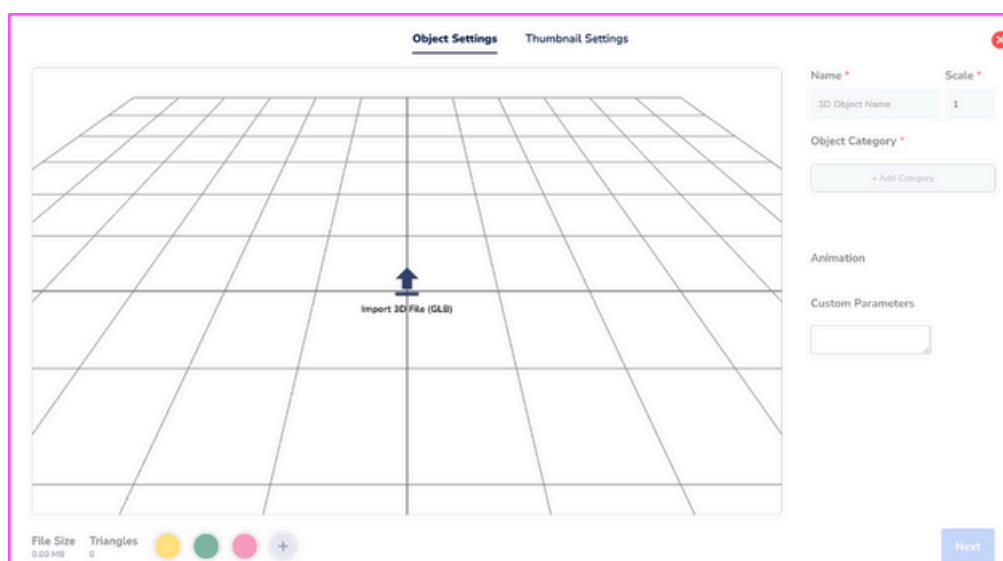 Object Settings Thumbnail Settings
Name * Scale *
3D Object Name 1
Object Category *
+ Add Category
Import 3D File (GLB)
Animation
Custom Parameters
File Size Triangles
0.00 MB 0
+
Next